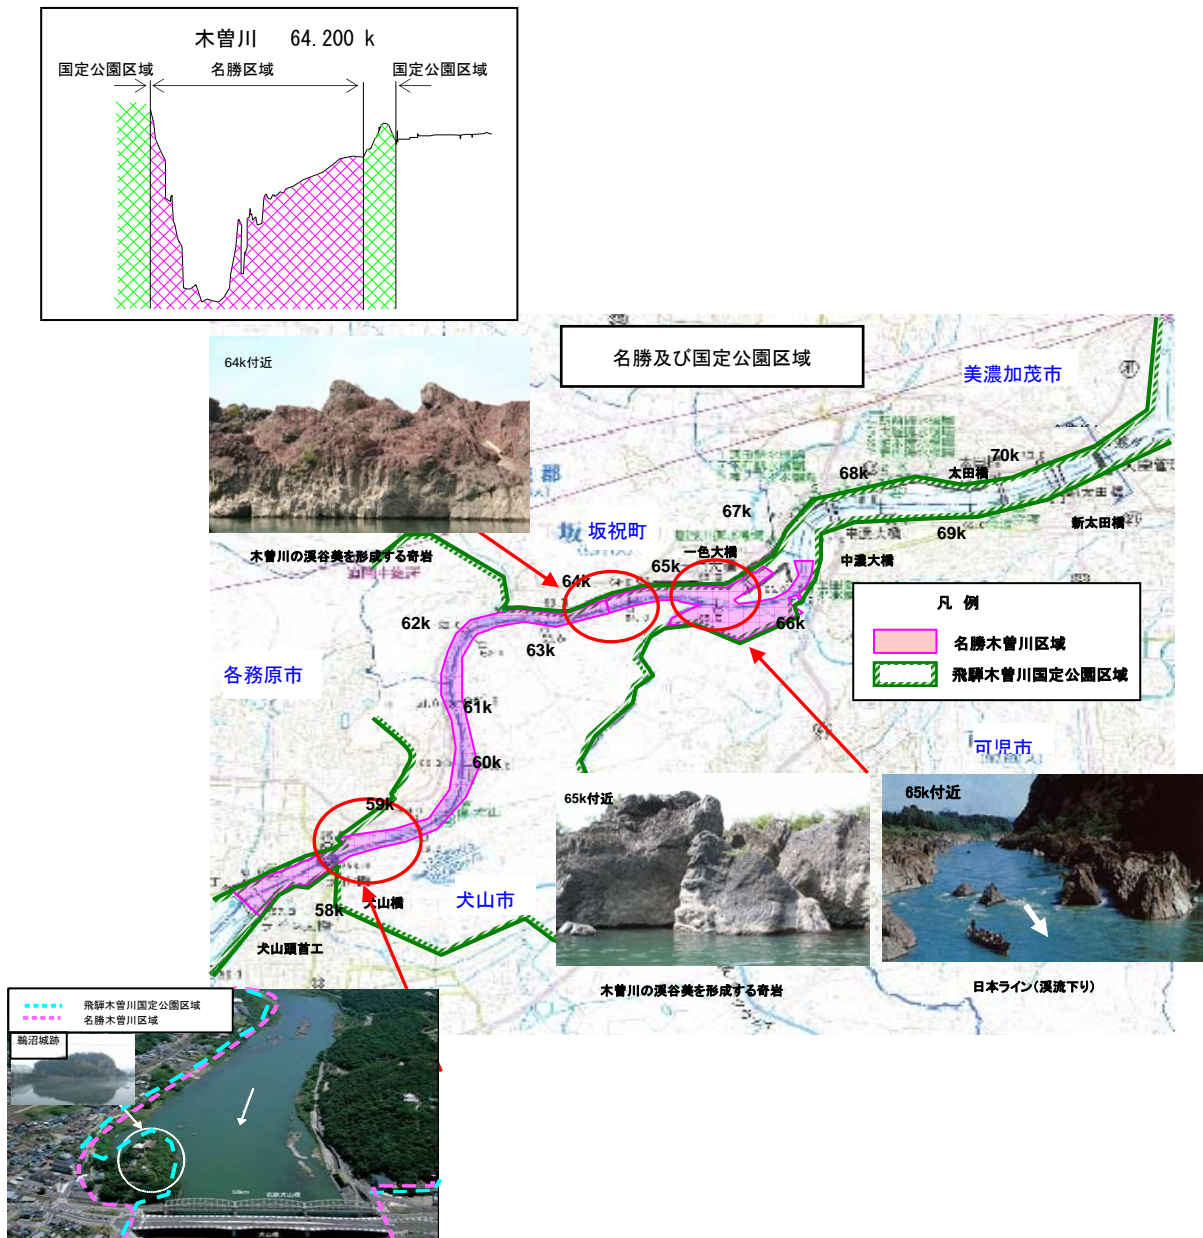 木曽川 64.200 k
国定公園区域
名勝区域
国定公園区域
名勝及び国定公園区域
64k付近
木曽川の渓谷美を形成する奇岩
美濃加茂市
坂祝町
各務原市
可児市
犬山市
70k
68k
太田橋
67k
69k
新太田橋
一色大橋
中濃大橋
65k
64k
66k
62k
63k
61k
60k
59k
58k
犬山橋
犬山頭首工
凡 例
名勝木曽川区域
飛騨木曽川国定公園区域
65k付近
木曽川の渓谷美を形成する奇岩
65k付近
日本ライン(渓流下り)
飛騨木曽川国定公園区域
名勝木曽川区域
鵜沼城跡
58km
名鉄犬山橋
犬山橋